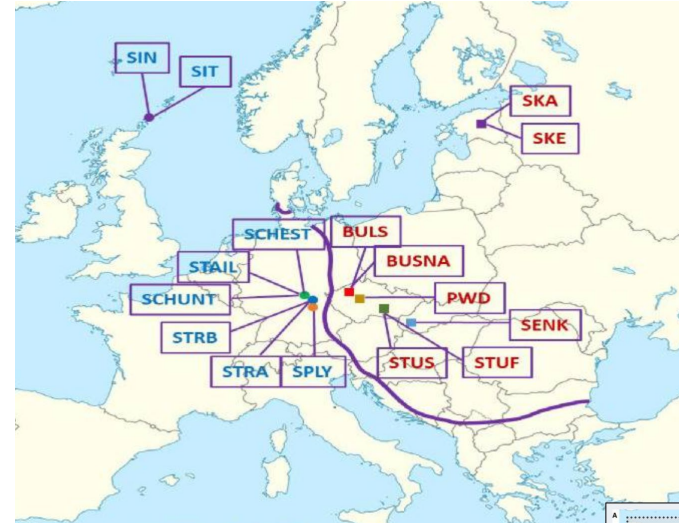 SIN
SIT
SKA
SKE
SCHEST
BULS
BUSNA
STAIL
SCHUNT
PWD
SENK
STRB
STRA
SPLY
STUS
STUF
A